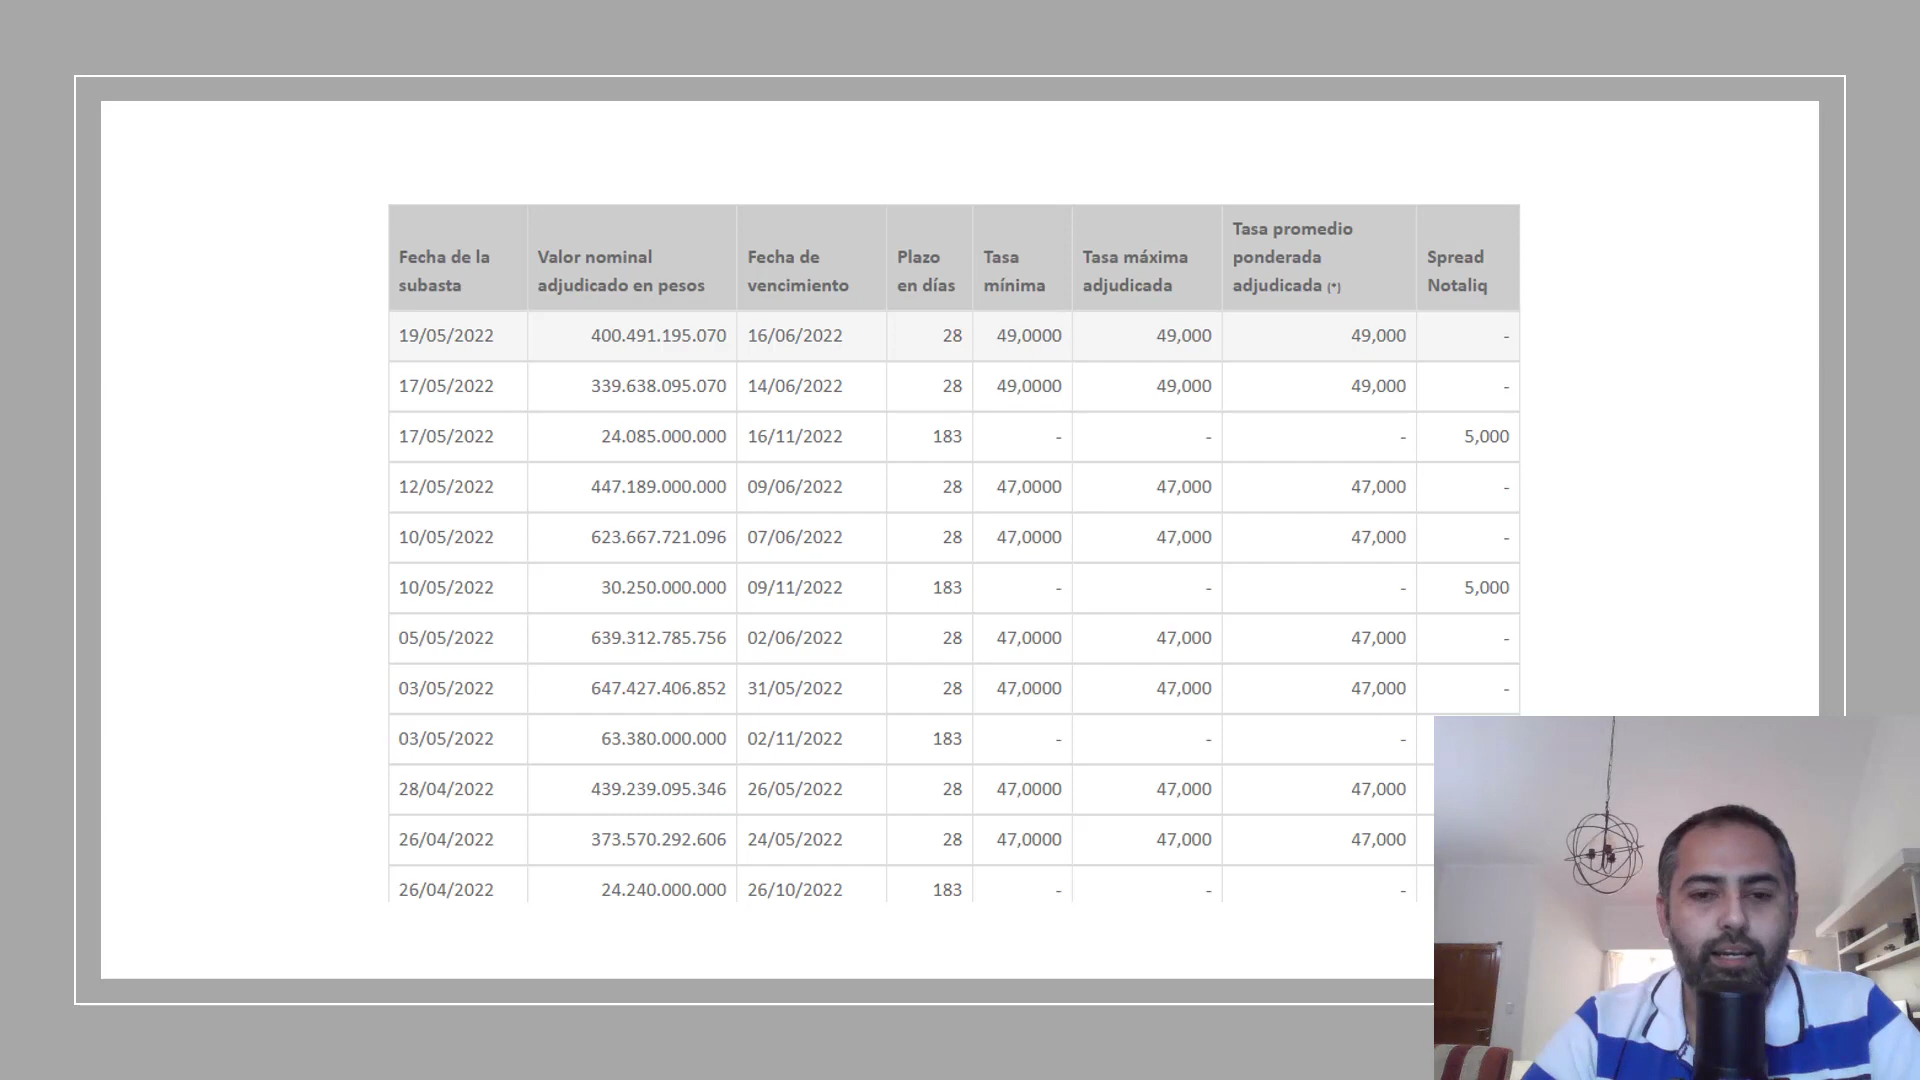 Fecha de la subasta Valor nominal adjudicado en pesos Fecha de vencimiento Plazo en días Tasa mínima Tasa máxima adjudicada Tasa promedio ponderada adjudicada (*) Spread Notaliq
19/05/2022 400.491.195.070 16/06/2022 28 49,0000 49,000 49,000 -
17/05/2022 339.638.095.070 14/06/2022 28 49,0000 49,000 49,000 -
17/05/2022 24.085.000.000 16/11/2022 183 - - - 5,000
12/05/2022 447.189.000.000 09/06/2022 28 47,0000 47,000 47,000 -
10/05/2022 623.667.721.096 07/06/2022 28 47,0000 47,000 47,000 -
10/05/2022 30.250.000.000 09/11/2022 183 - - - 5,000
05/05/2022 639.312.785.756 02/06/2022 28 47,0000 47,000 47,000 -
03/05/2022 647.427.406.852 31/05/2022 28 47,0000 47,000 47,000 -
03/05/2022 63.380.000.000 02/11/2022 183 - - -
28/04/2022 439.239.095.346 26/05/2022 28 47,0000 47,000 47,000
26/04/2022 373.570.292.606 24/05/2022 28 47,0000 47,000 47,000
26/04/2022 24.240.000.000 26/10/2022 183 - - -